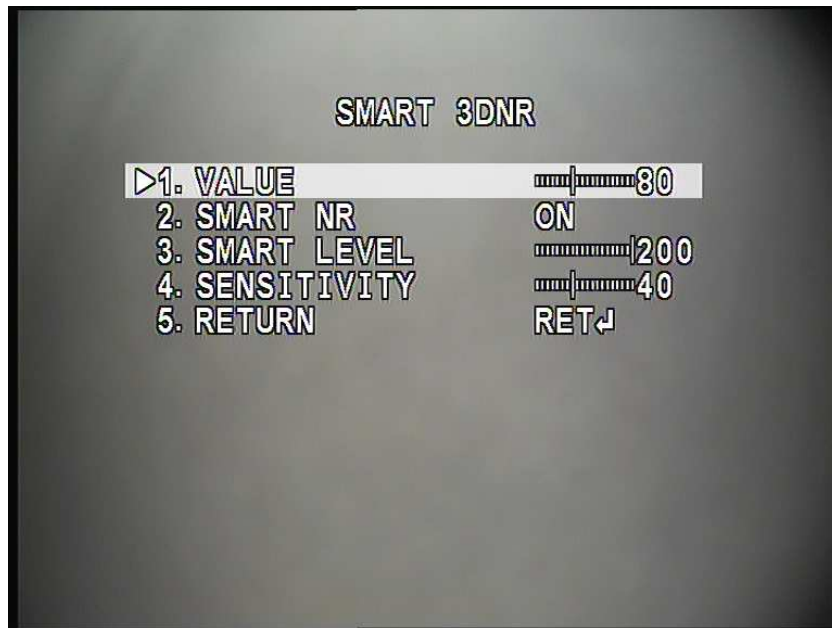 SMART 3DNR
▷1. VALUE 80
2. SMART NR ON
3. SMART LEVEL 200
4. SENSITIVITY 40
5. RETURN RET↲